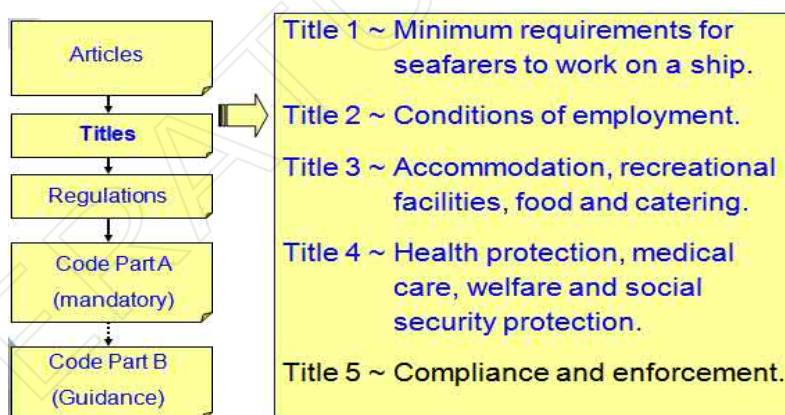 Articles
Titles
Regulations
Code Part A
(mandatory)
Code Part B
(Guidance)
Title 1 ~ Minimum requirements for
seafarers to work on a ship.
Title 2 ~ Conditions of employment.
Title 3 ~ Accommodation, recreational
facilities, food and catering.
Title 4 ~ Health protection, medical
care, welfare and social
security protection.
Title 5 ~ Compliance and enforcement.